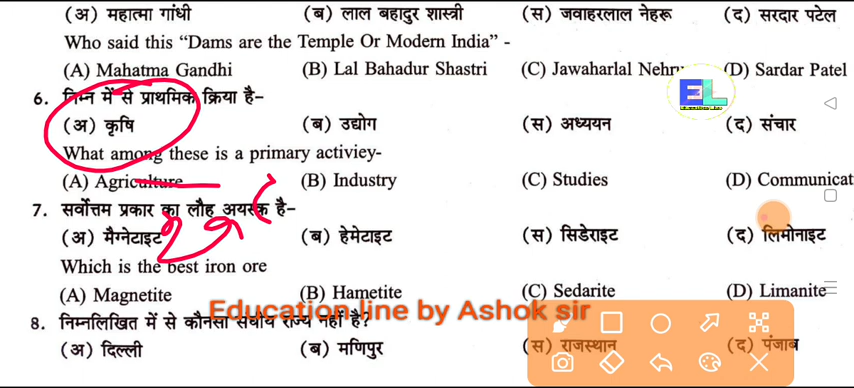 (अ) महात्मा गांधी (ब) लाल बहादुर शास्त्री (स) जवाहरलाल नेहरू (द) सरदार पटेल
Who said this “Dams are the Temple Or Modern India” -
(A) Mahatma Gandhi (B) Lal Bahadur Shastri (C) Jawaharlal Nehru (D) Sardar Patel
EL
6. निम्न में से प्राथमिक क्रिया है–
(अ) कृषि (ब) उद्योग (स) अध्ययन (द) संचार
What among these is a primary activiey-
(A) Agriculture (B) Industry (C) Studies (D) Communicat
7. सर्वोत्तम प्रकार का लौह अयस्क है–
(अ) मैग्नेटाइट (ब) हेमेटाइट (स) सिडेराइट (द) लिमोनाइट
Which is the best iron ore
(A) Magnetite (B) Hametite (C) Sedarite (D) Limanite
Education line by Ashok sir
8. निम्नलिखित में से कौनसा संघीय राज्य नहीं है?
(अ) दिल्ली (ब) मणिपुर (स) राजस्थान (द) पंजाब